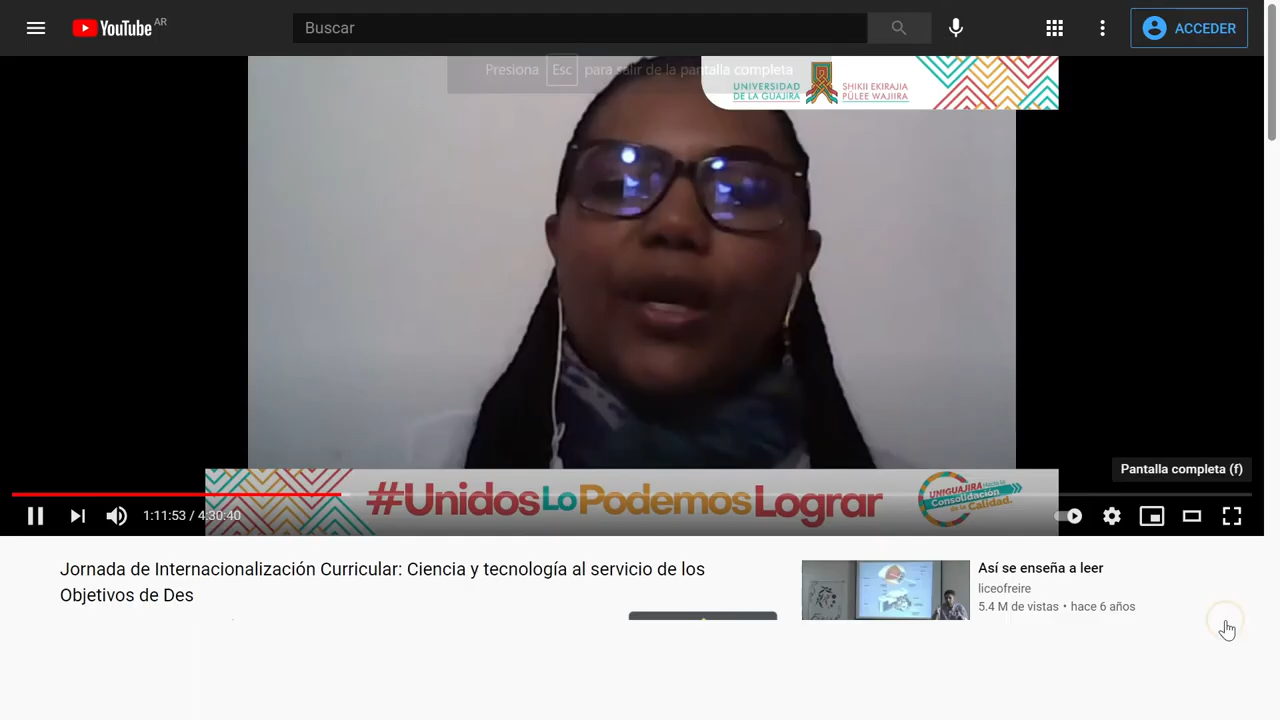 YouTube AR
Buscar
ACCEDER
Presiona Esc para salir de la pantalla completa
UNIVERSIDAD
DE LA GUAJIRA
SHIKII EKIRAJIA
PÜLEE WAJIIRA
Pantalla completa (f)
#UnidosLoPodemosLograr
UNIGUAJIRA Hacia la
Consolidación
de la Calidad.
1:11:53 / 4:30:40
Jornada de Internacionalización Curricular: Ciencia y tecnología al servicio de los
Objetivos de Des
Así se enseña a leer
liceofreire
5.4 M de vistas • hace 6 años